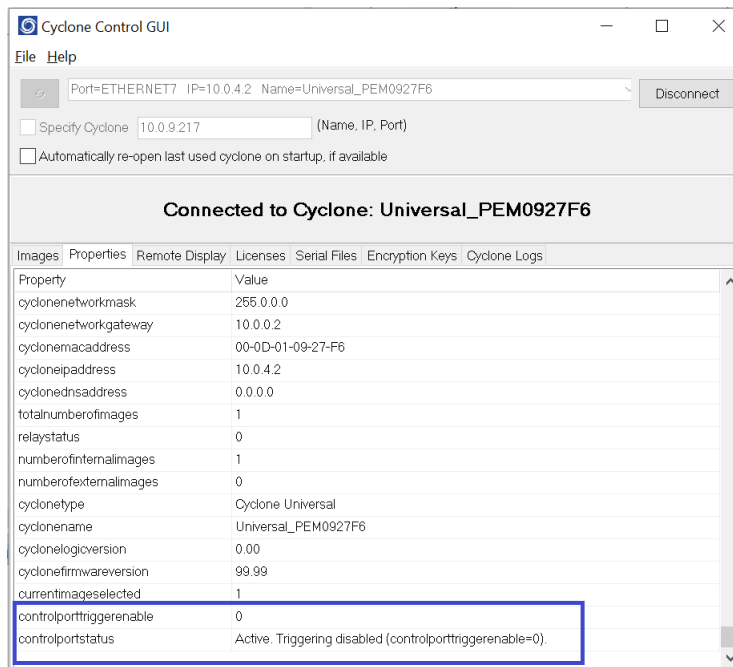 Cyclone Control GUI
File Help
Port=ETHERNET7 IP=10.0.4.2 Name=Universal_PEM0927F6
Disconnect
Specify Cyclone 10.0.9.217 (Name, IP, Port)
Automatically re-open last used cyclone on startup, if available
Connected to Cyclone: Universal_PEM0927F6
Images Properties Remote Display Licenses Serial Files Encryption Keys Cyclone Logs
Property Value
cyclonenetworkmask 255.0.0.0
cyclonenetworkgateway 10.0.0.2
cyclonemacaddress 00-0D-01-09-27-F6
cycloneipaddress 10.0.4.2
cyclonednsaddress 0.0.0.0
totalnumberofimages 1
relaystatus 0
numberofinternalimages 1
numberofexternalimages 0
cyclonetype Cyclone Universal
cyclonename Universal_PEM0927F6
cyclonelogicversion 0.00
cyclonefirmwareversion 99.99
currentimageselected 1
controlporttriggerenable 0
controlportstatus Active. Triggering disabled (controlporttriggerenable=0).